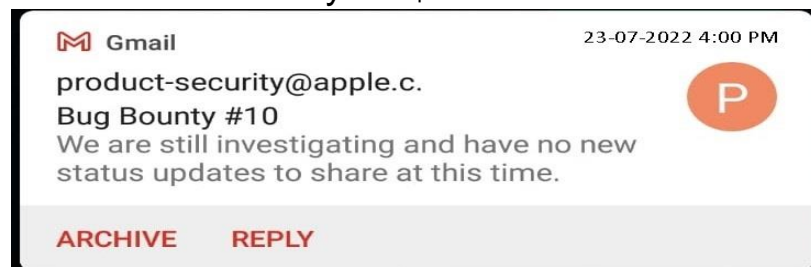 Gmail
23-07-2022 4:00 PM
product-security@apple.c.
P
Bug Bounty #10
We are still investigating and have no new
status updates to share at this time.
ARCHIVE REPLY